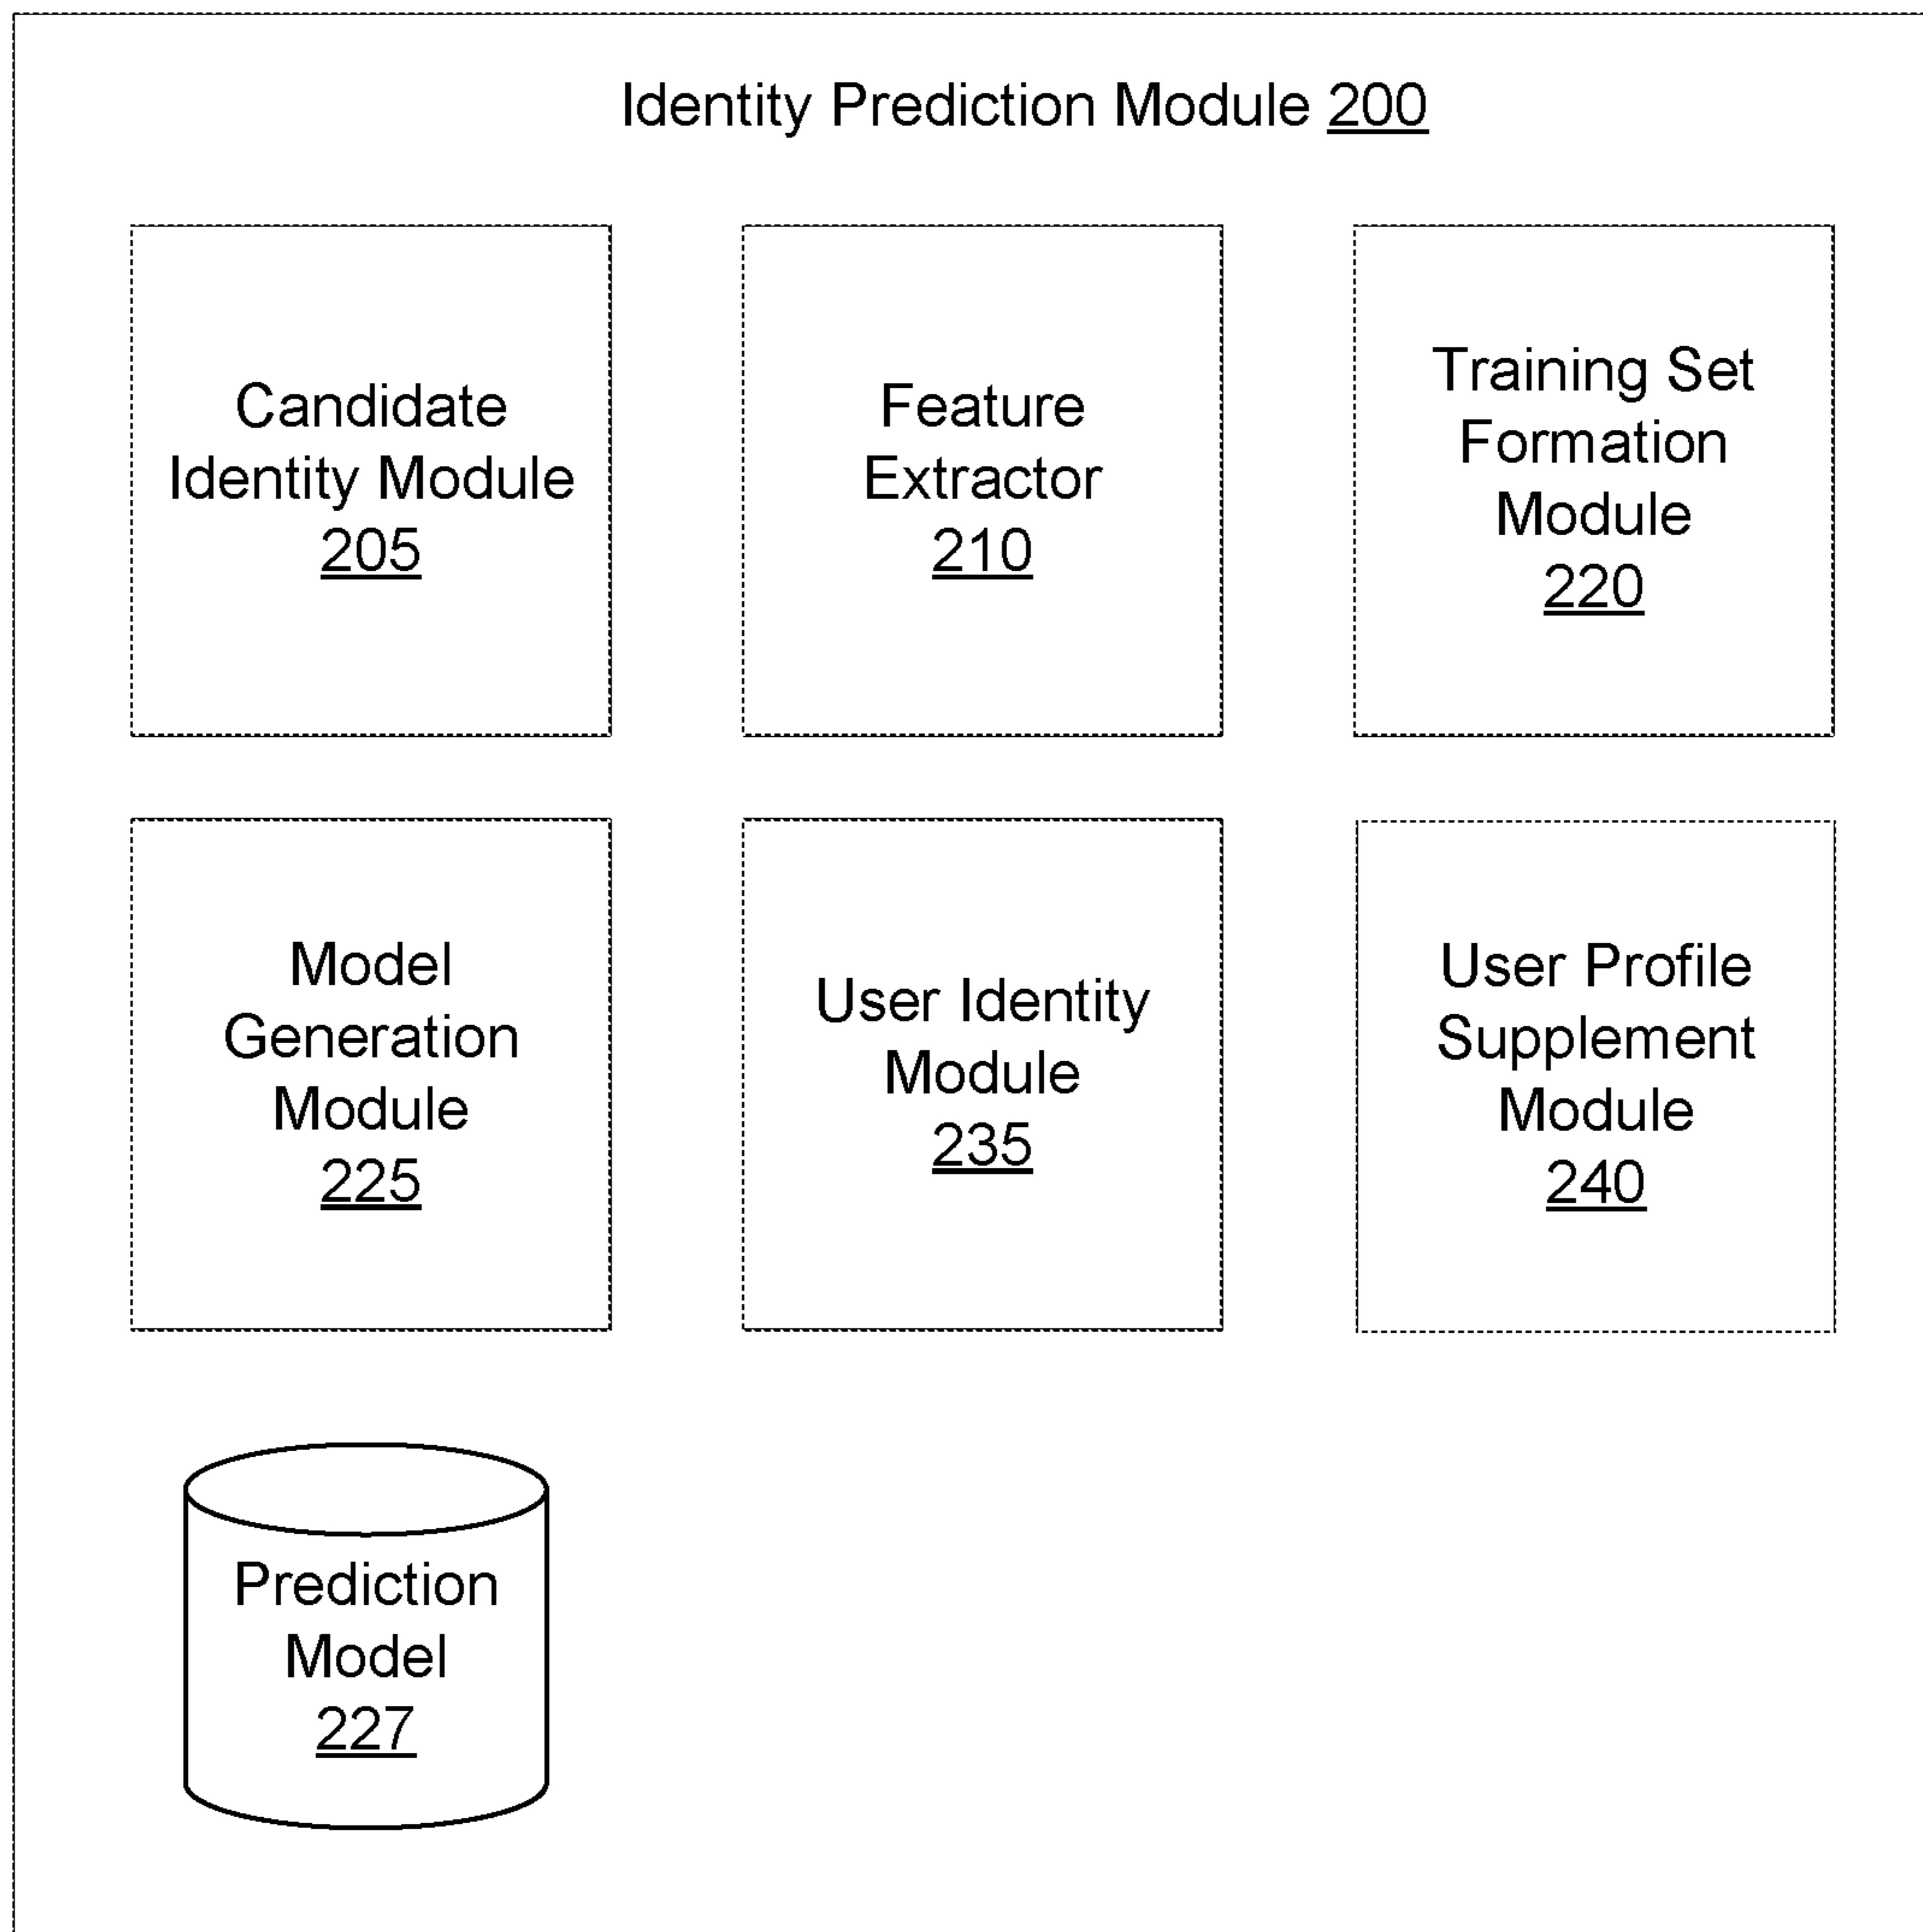 Identity Prediction Module 200
Candidate
Identity Module
205
Feature
Extractor
210
Training Set
Formation
Module
220
Model
Generation
Module
225
User Identity
Module
235
User Profile
Supplement
Module
240
Prediction
Model
227